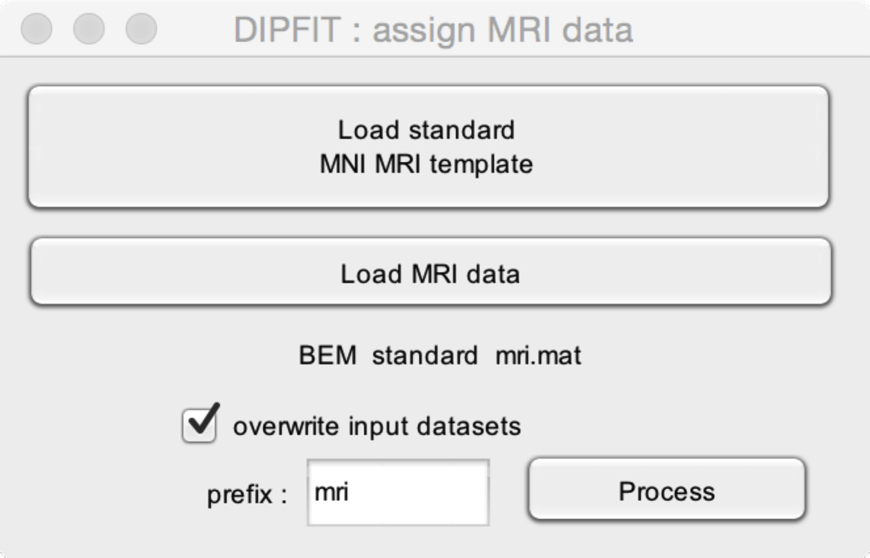 DIPFIT : assign MRI data
Load standard
MNI MRI template
Load MRI data
BEM standard mri.mat
overwrite input datasets
prefix : mri Process